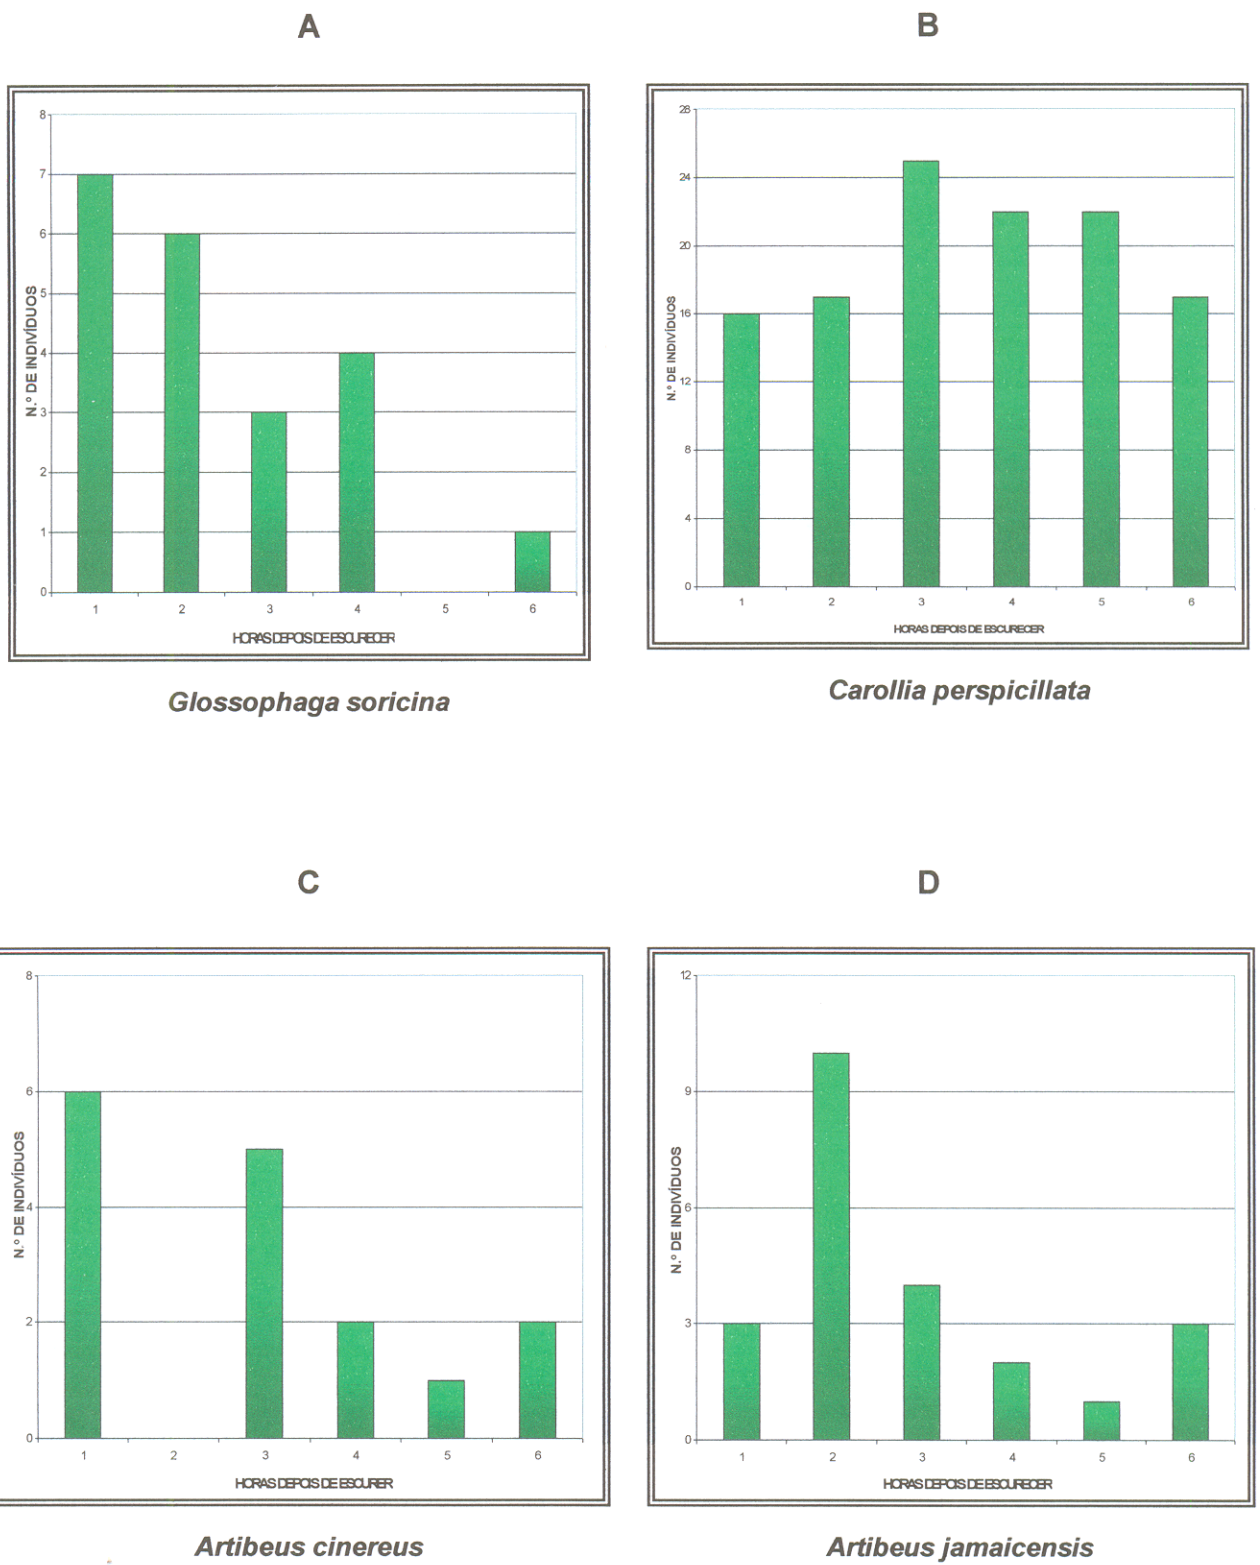 A
8
7
6
5
4
3
2
1
0
N.º DE INDIVÍDUOS
1 2 3 4 5 6
HORAS DEPOIS DE ESCURECER
Glossophaga soricina
B
28
24
20
16
12
8
4
0
N.º DE INDIVÍDUOS
1 2 3 4 5 6
HORAS DEPOIS DE ESCURECER
Carollia perspicillata
C
8
6
4
2
0
N.º DE INDIVÍDUOS
1 2 3 4 5 6
HORAS DEPOIS DE ESCURER
Artibeus cinereus
D
12
9
6
3
0
N.º DE INDIVÍDUOS
1 2 3 4 5 6
HORAS DEPOIS DE ESCURECER
Artibeus jamaicensis